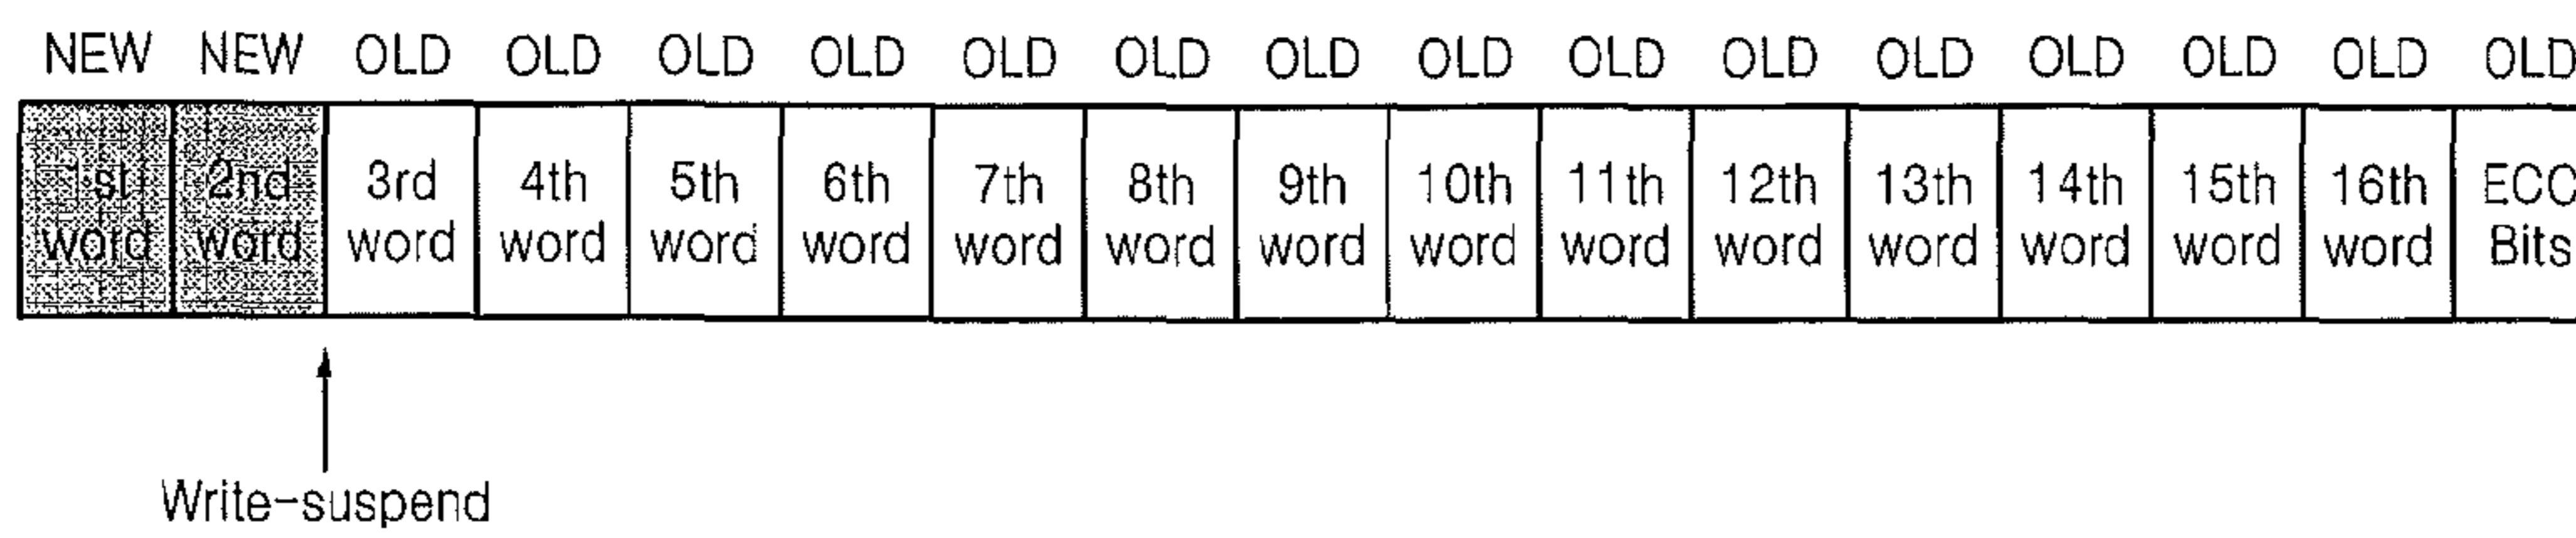 NEW NEW OLD OLD OLD OLD OLD OLD OLD OLD OLD OLD OLD OLD OLD OLD OLD
1st 2nd 3rd 4th 5th 6th 7th 8th 9th 10th 11th 12th 13th 14th 15th 16th ECC
word word word word word word word word word word word word word word word word Bits
Write-suspend